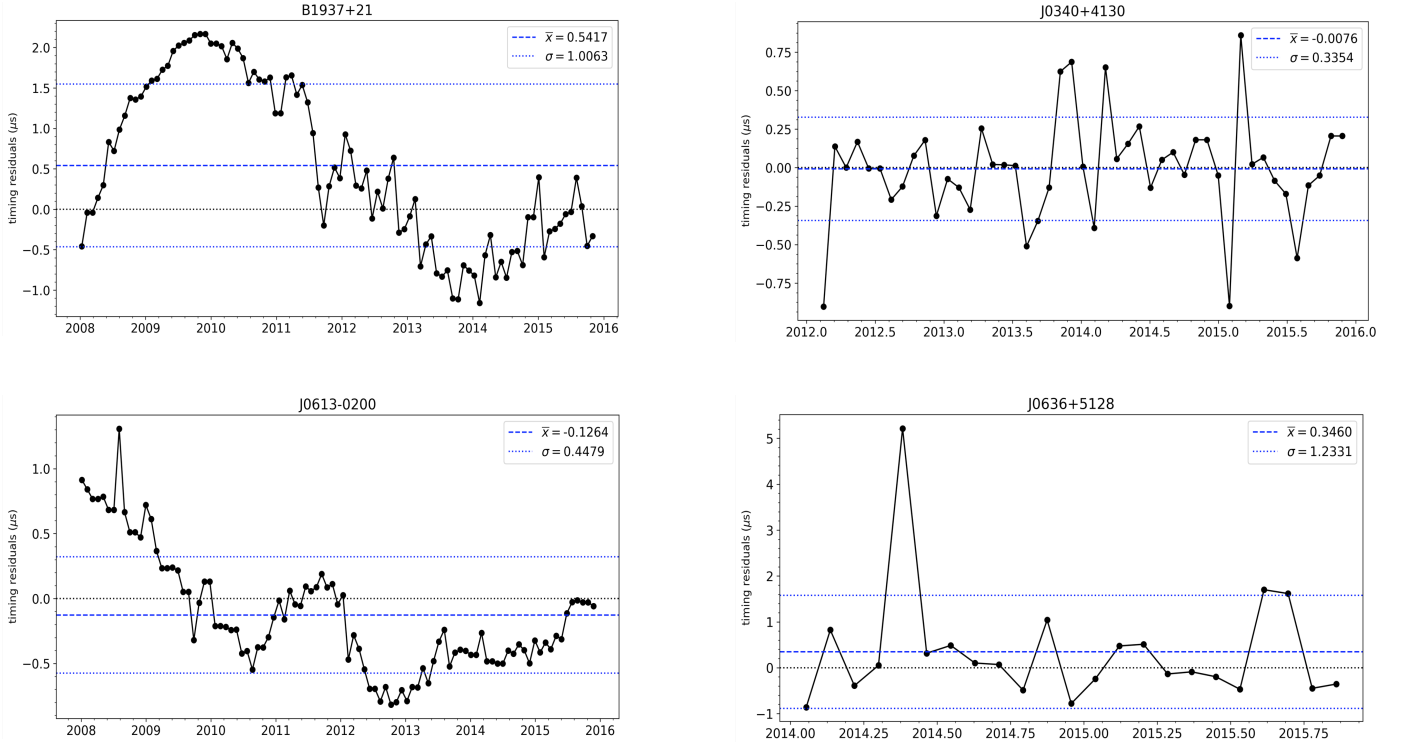 B1937+21
x̅ = 0.5417
σ = 1.0063
timing residuals (μs)
2.0
1.5
1.0
0.5
0.0
−0.5
−1.0
2008 2009 2010 2011 2012 2013 2014 2015 2016
J0340+4130
x̅ = -0.0076
σ = 0.3354
timing residuals (μs)
0.75
0.50
0.25
0.00
−0.25
−0.50
−0.75
2012.0 2012.5 2013.0 2013.5 2014.0 2014.5 2015.0 2015.5 2016.0
J0613-0200
x̅ = -0.1264
σ = 0.4479
timing residuals (μs)
1.0
0.5
0.0
−0.5
2008 2009 2010 2011 2012 2013 2014 2015 2016
J0636+5128
x̅ = 0.3460
σ = 1.2331
timing residuals (μs)
5
4
3
2
1
0
−1
2014.00 2014.25 2014.50 2014.75 2015.00 2015.25 2015.50 2015.75